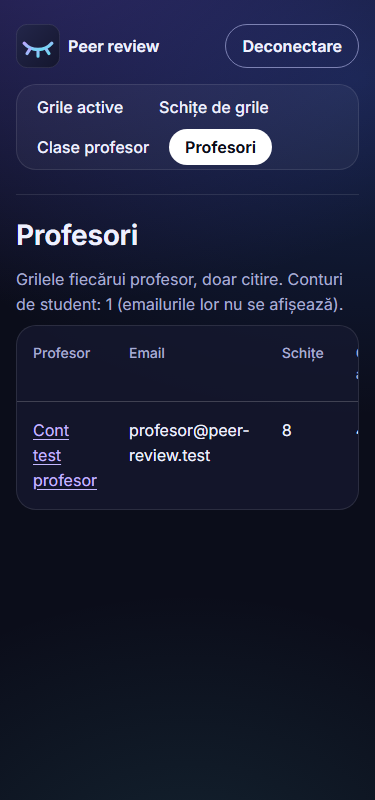 Peer review
Deconectare
Grile active
Schițe de grile
Clase profesor
Profesori
Profesori
Grilele fiecărui profesor, doar citire. Conturi
de student: 1 (emailurile lor nu se afișează).
Profesor
Email
Schițe
Cont
test
profesor
profesor@peer-
review.test
8